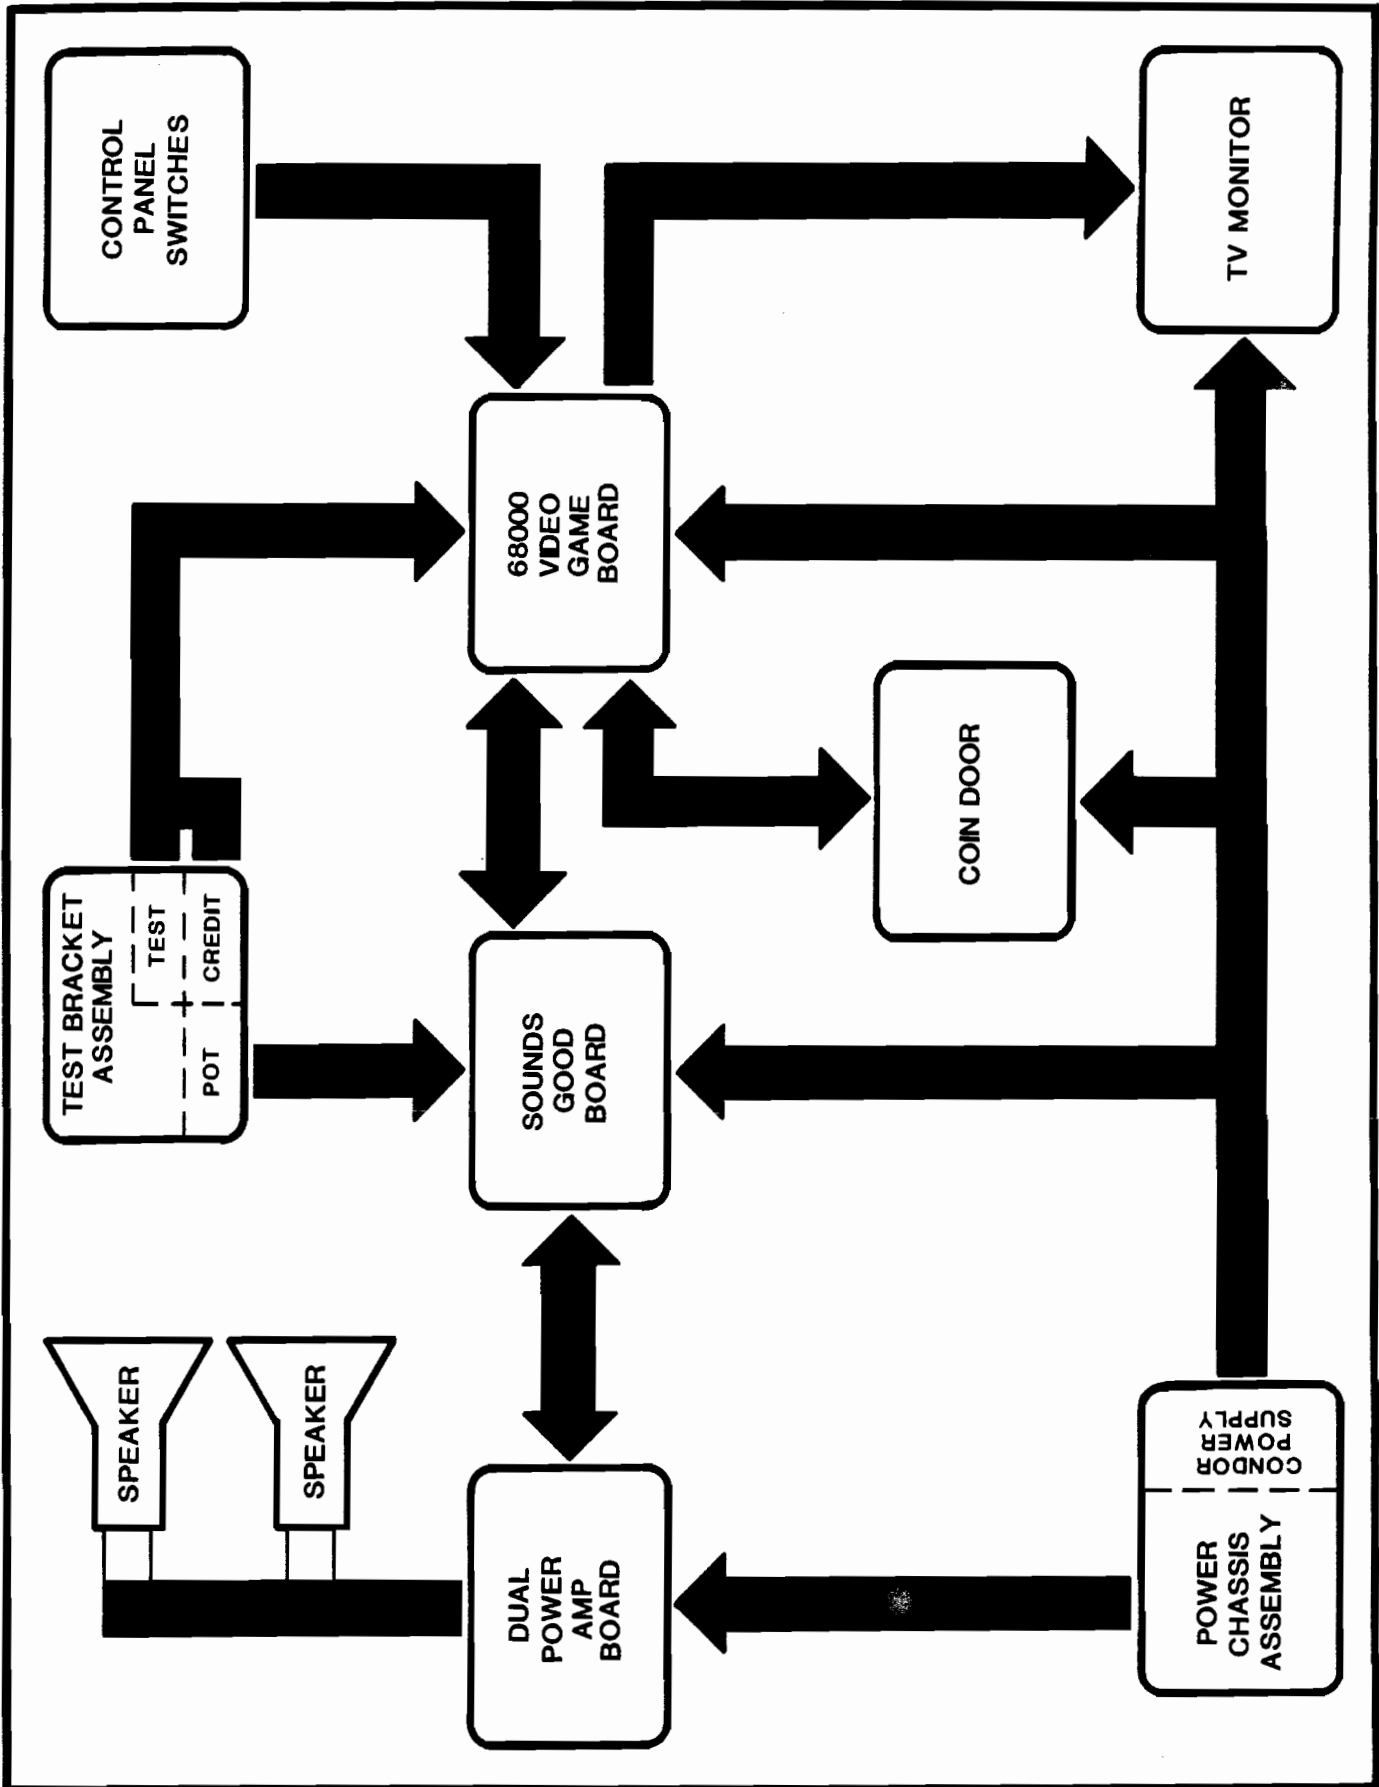 SPEAKER
SPEAKER
TEST BRACKET
ASSEMBLY
TEST
POT
CREDIT
CONTROL
PANEL
SWITCHES
DUAL
POWER
AMP
BOARD
SOUNDS
GOOD
BOARD
68000
VIDEO
GAME
BOARD
COIN DOOR
POWER
CHASSIS
ASSEMBLY
CONDOR
POWER
SUPPLY
TV MONITOR